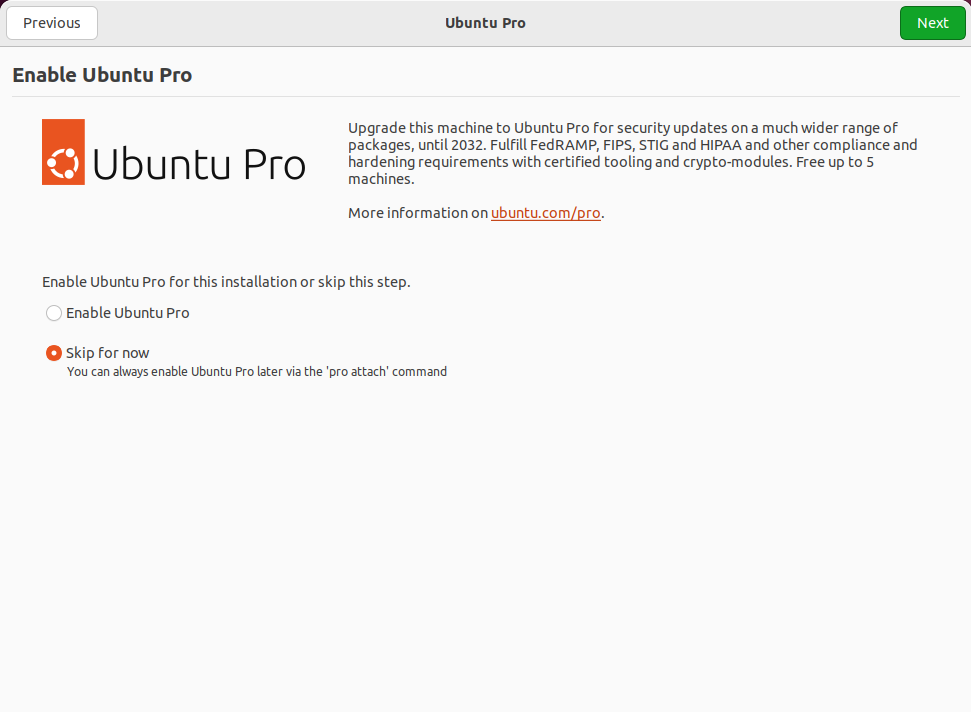 Previous
Ubuntu Pro
Next
Enable Ubuntu Pro
Ubuntu Pro
Upgrade this machine to Ubuntu Pro for security updates on a much wider range of
packages, until 2032. Fulfill FedRAMP, FIPS, STIG and HIPAA and other compliance and
hardening requirements with certified tooling and crypto-modules. Free up to 5
machines.
More information on ubuntu.com/pro.
Enable Ubuntu Pro for this installation or skip this step.
Enable Ubuntu Pro
Skip for now
You can always enable Ubuntu Pro later via the 'pro attach' command